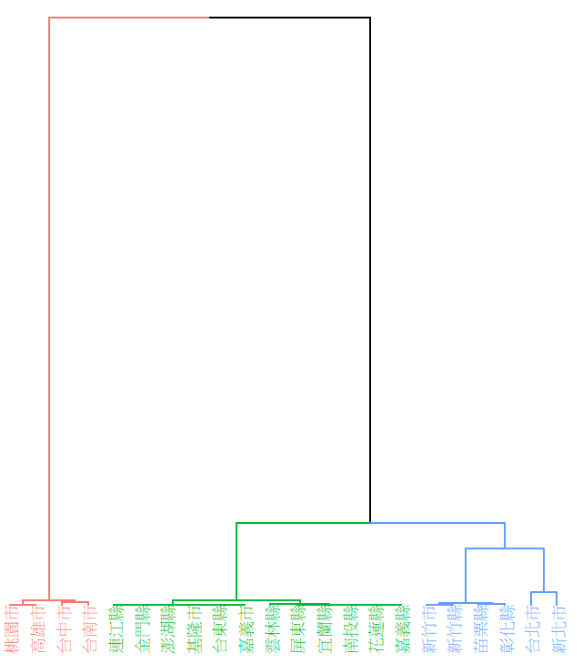 桃園市
高雄市
台中市
台南市
連江縣
金門縣
澎湖縣
基隆市
台東縣
嘉義市
雲林縣
屏東縣
宜蘭縣
南投縣
花蓮縣
嘉義縣
新竹市
新竹縣
苗栗縣
彰化縣
台北市
新北市